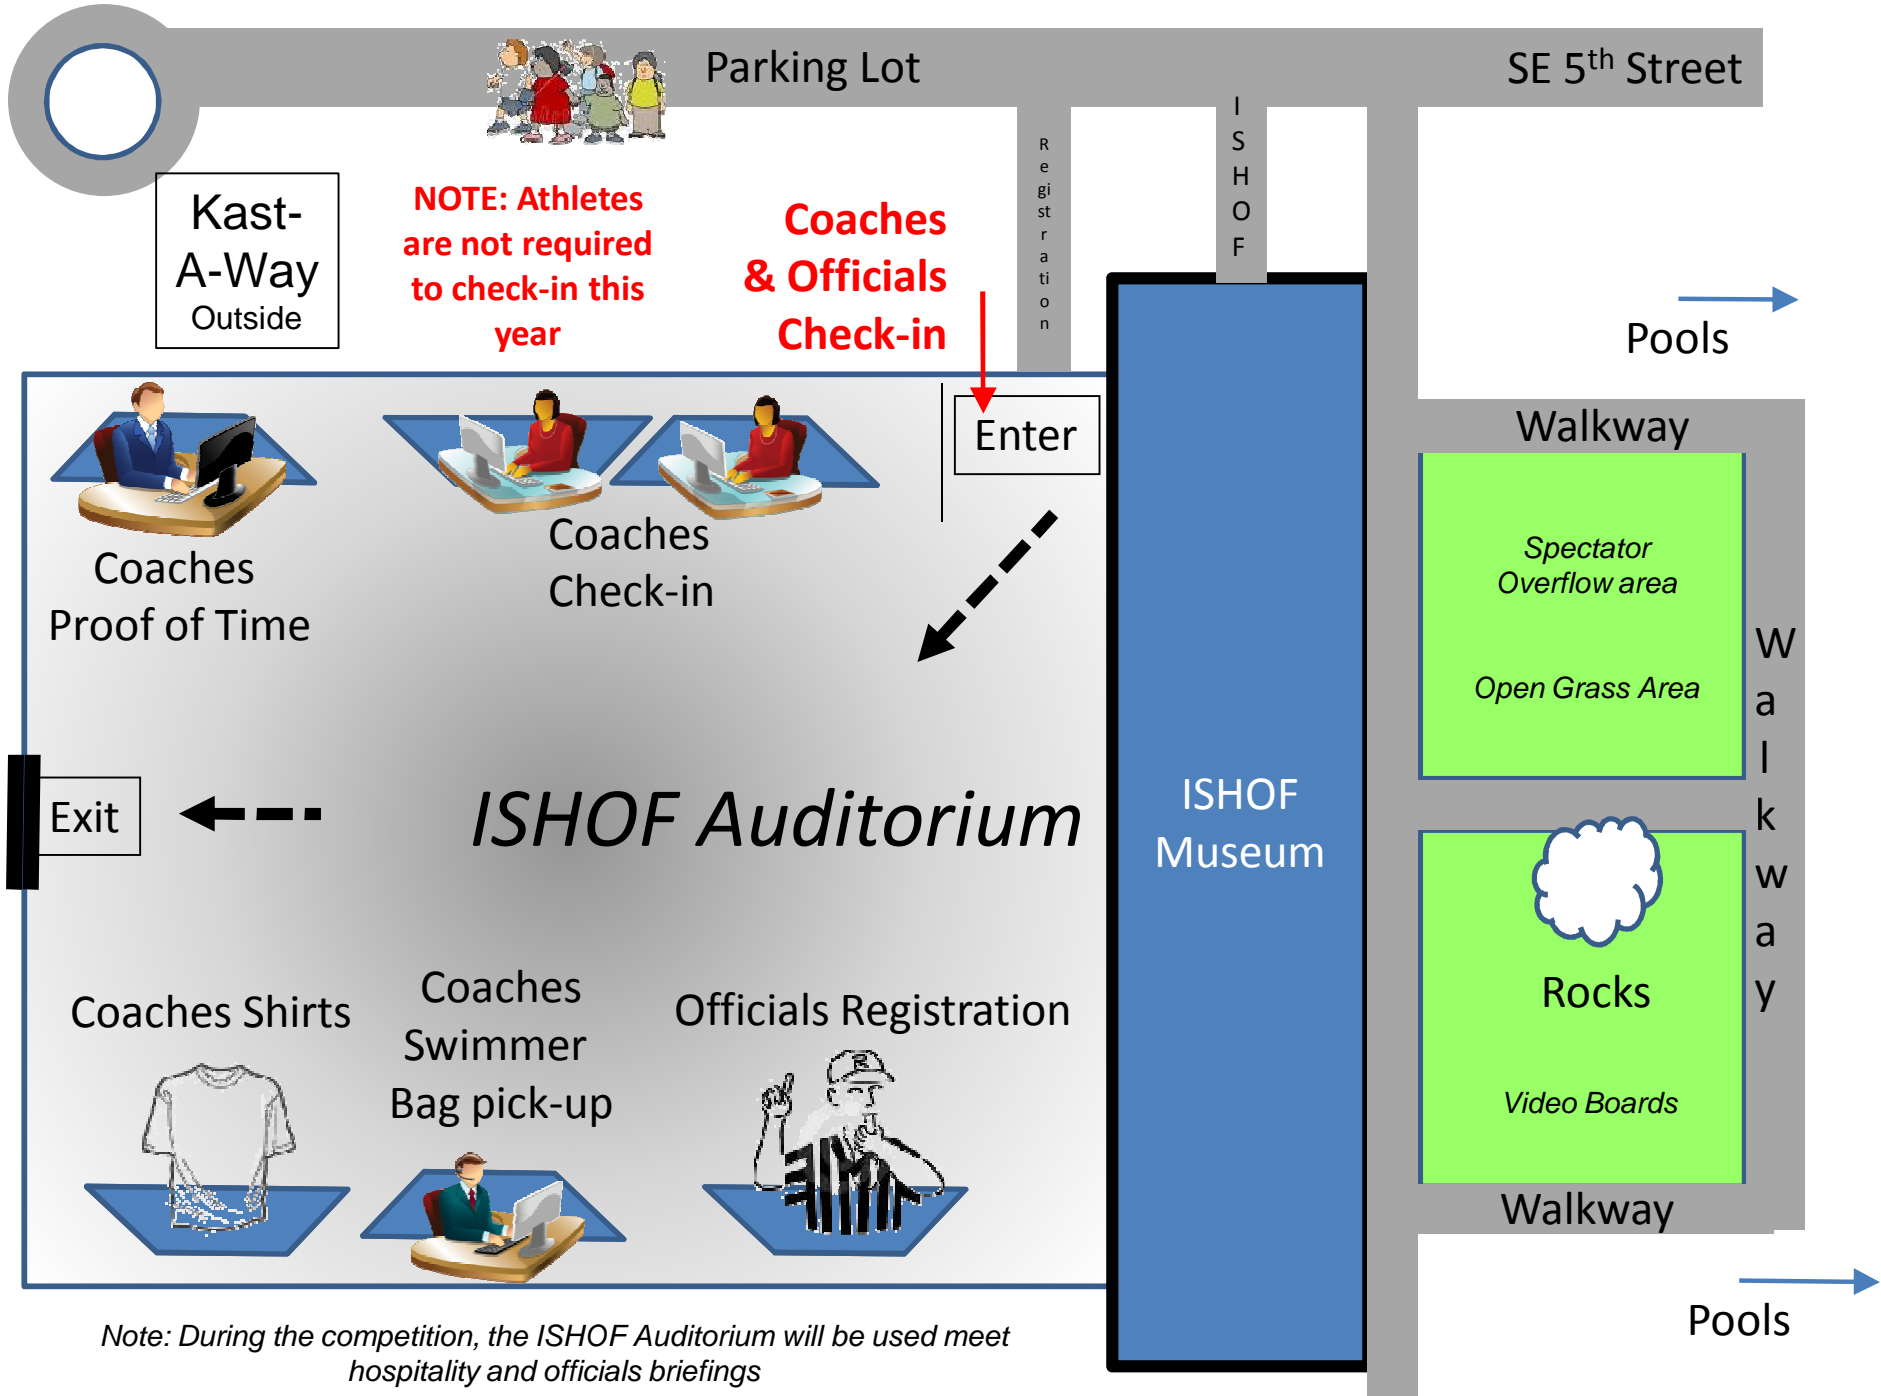 Parking Lot
SE 5th Street
Registration
ISHOF
Kast-
A-Way
Outside
NOTE: Athletes
are not required
to check-in this
year
Coaches
& Officials
Check-in
Pools
Enter
Walkway
Coaches
Proof of Time
Coaches
Check-in
Spectator
Overflow area
Open Grass Area
Walkway
Exit
ISHOF Auditorium
ISHOF
Museum
Rocks
Video Boards
Coaches Shirts
Coaches
Swimmer
Bag pick-up
Officials Registration
R
Walkway
Pools
Note: During the competition, the ISHOF Auditorium will be used meet
hospitality and officials briefings